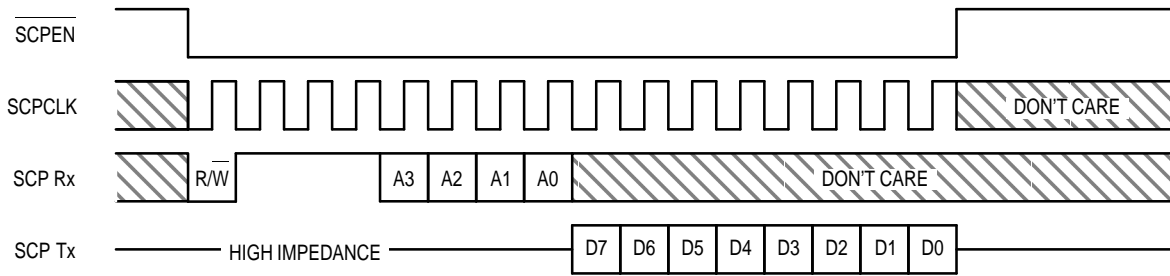 SCPEN
SCPCLK DON'T CARE
SCP Rx R/W A3 A2 A1 A0 DON'T CARE
SCP Tx HIGH IMPEDANCE D7 D6 D5 D4 D3 D2 D1 D0